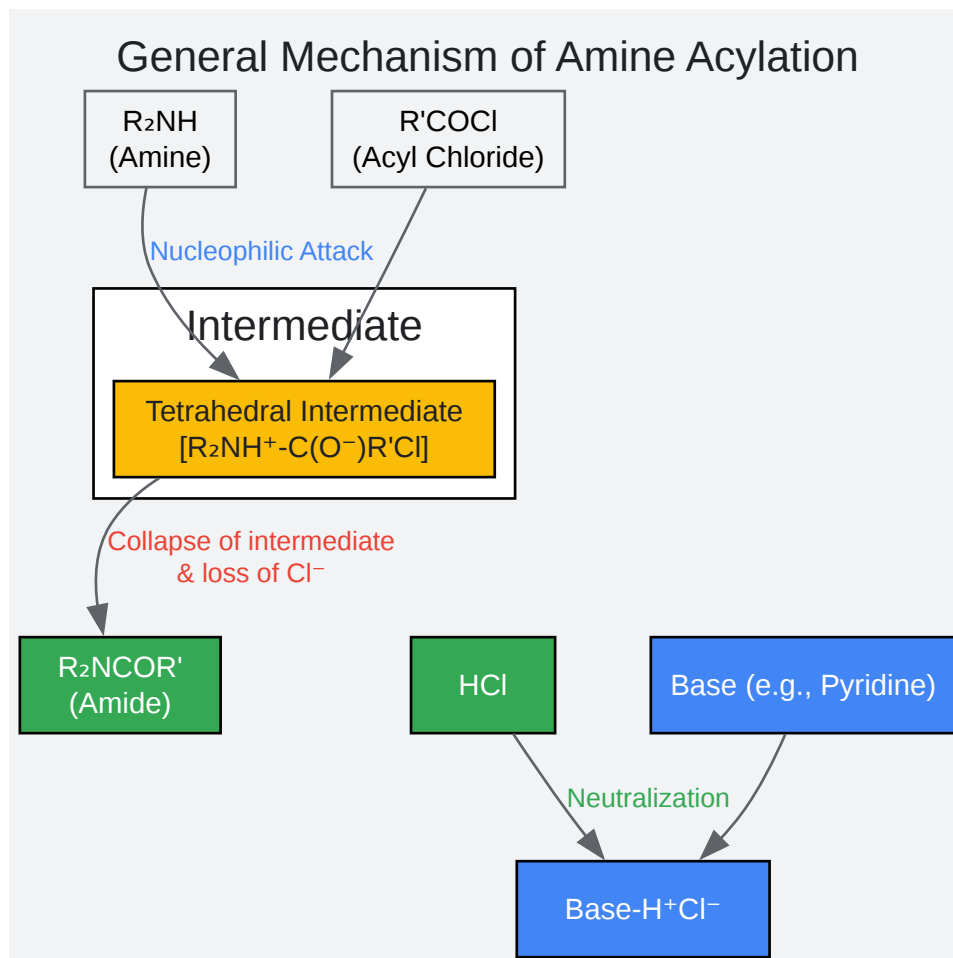 General Mechanism of Amine Acylation
R₂NH
(Amine)
R'COCl
(Acyl Chloride)
Nucleophilic Attack
Intermediate
Tetrahedral Intermediate
[R₂NH⁺-C(O⁻)R'Cl]
Collapse of intermediate
& loss of Cl⁻
R₂NCOR'
(Amide)
HCl
Base (e.g., Pyridine)
Neutralization
Base-H⁺Cl⁻